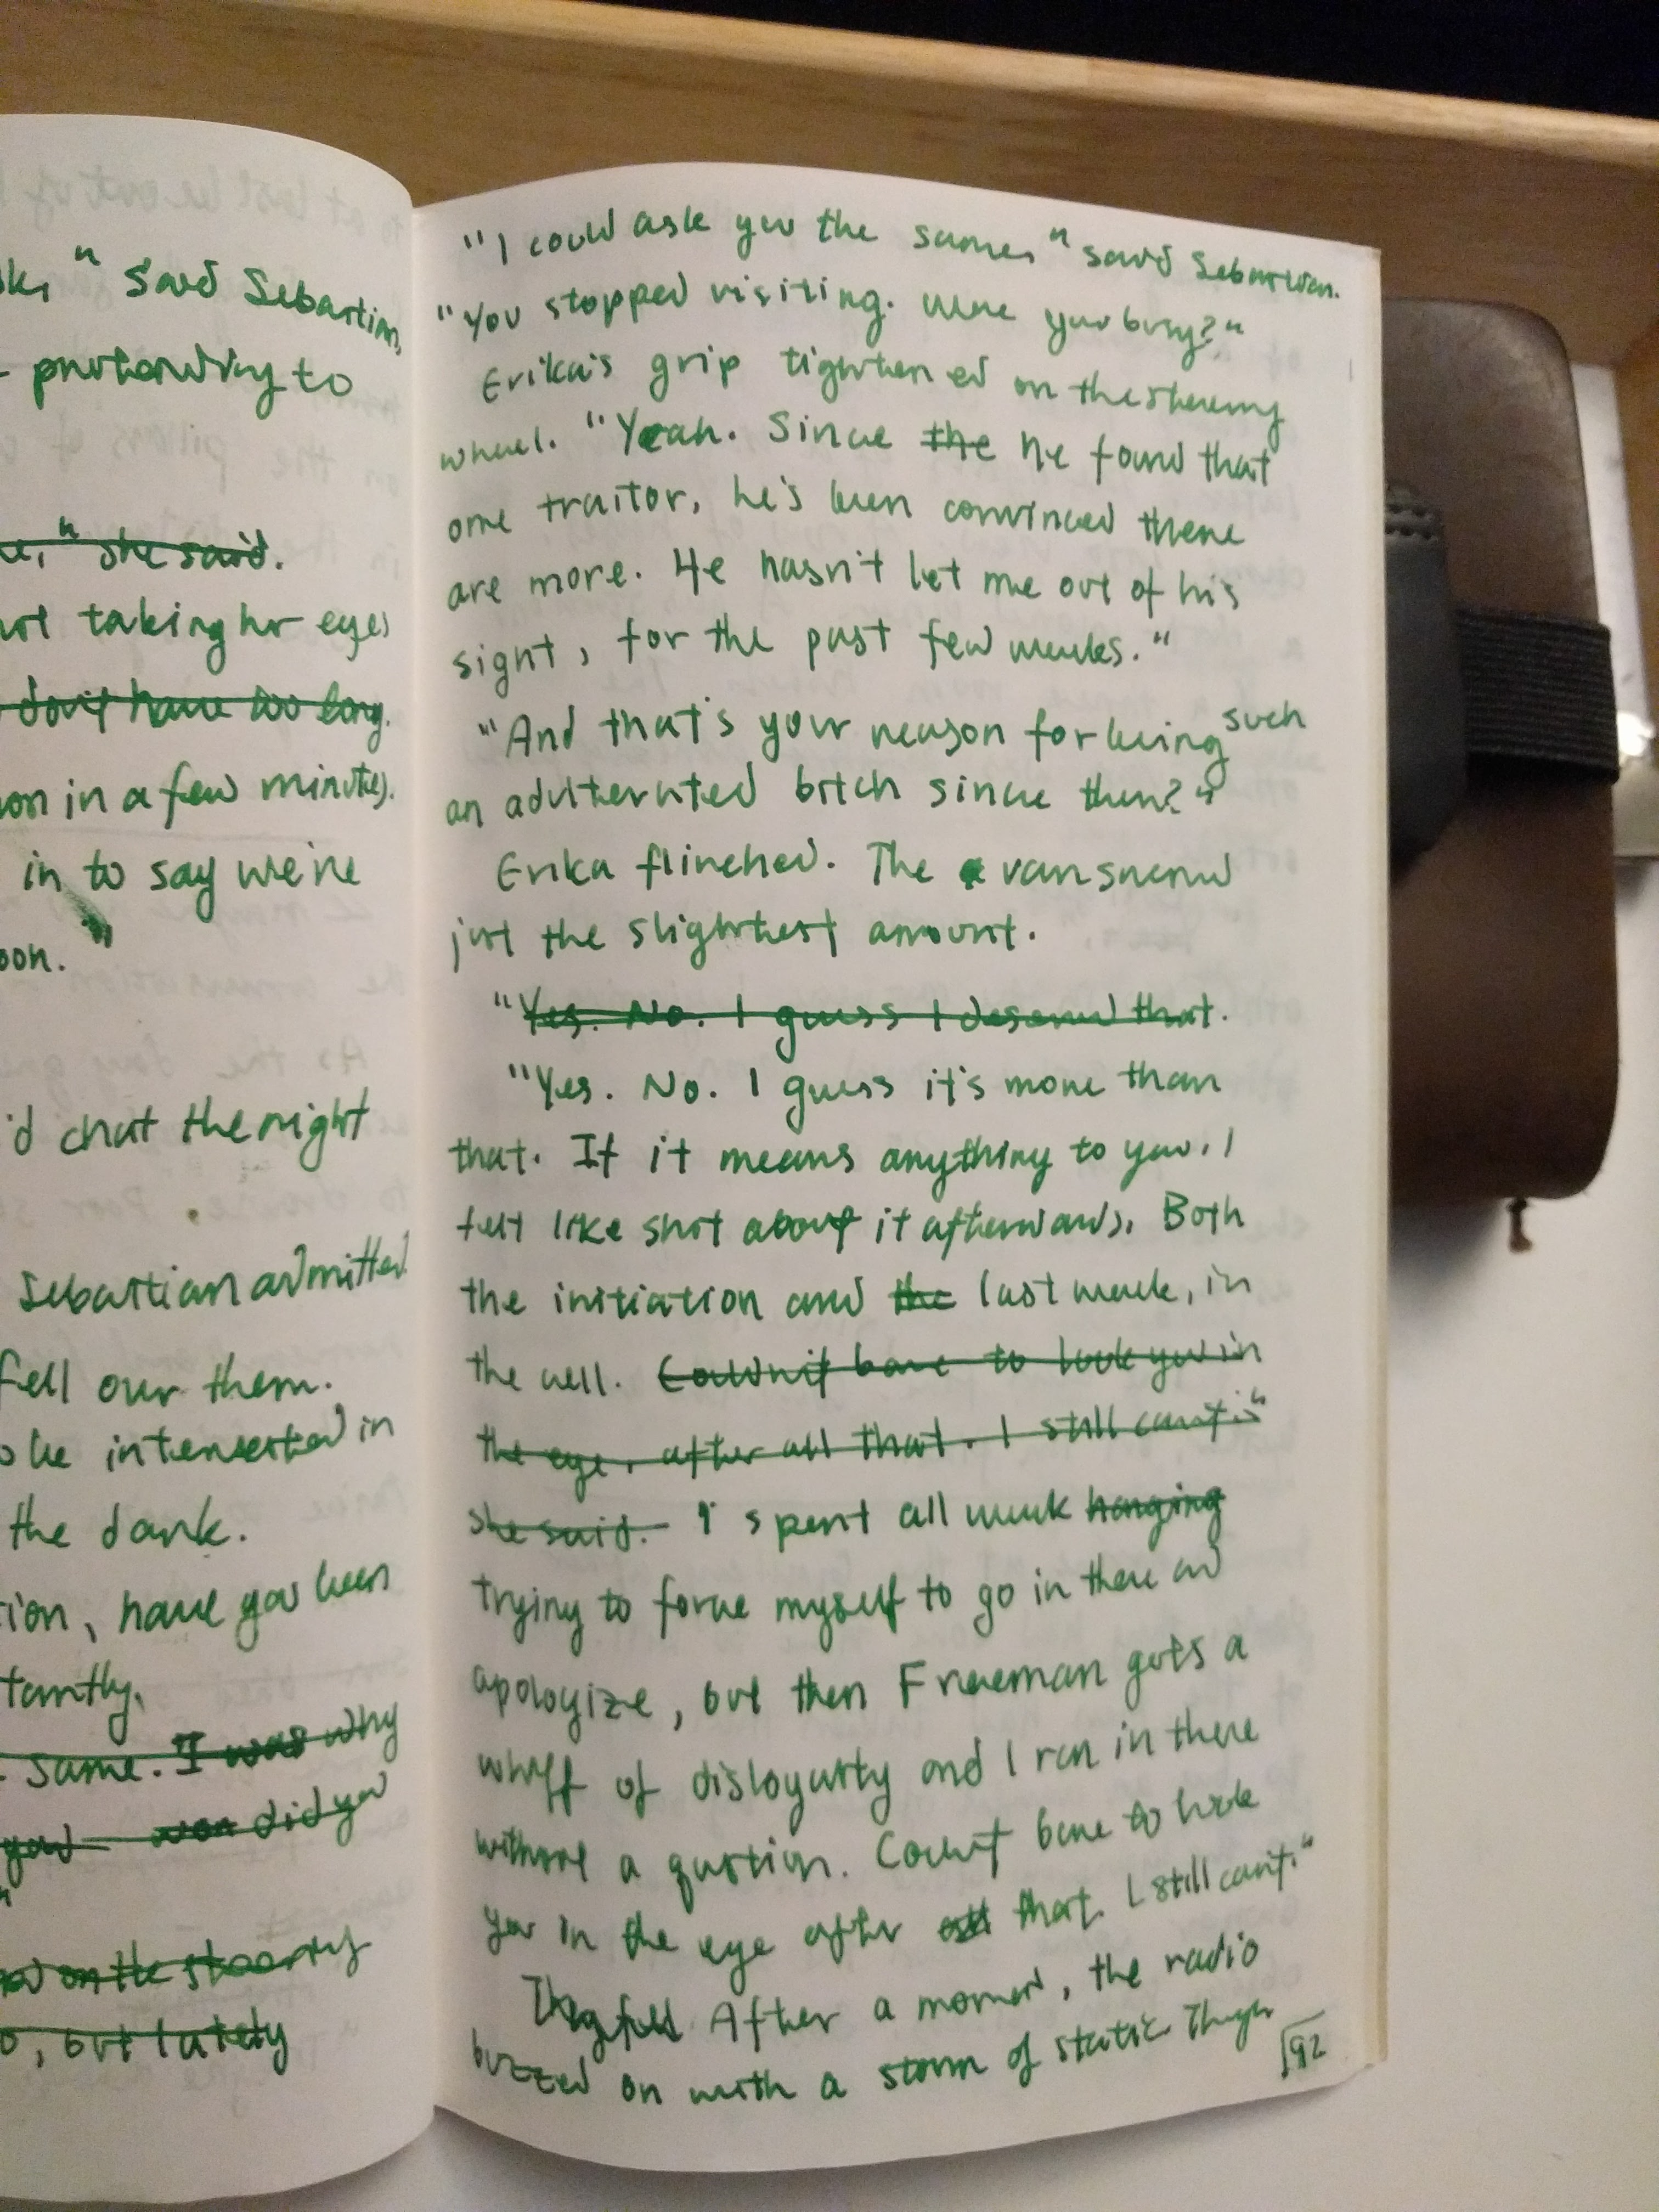 ski," said Sebastian,
- pretending to
e," she said.
not taking her eyes
don't have too long.
on in a few minutes.
in to say we're
oon.
'd chat the night
Sebastian admitted
fell over them.
o be interested in
the dark.
tion, have you been
tantly.
same. I was why
you did you
on the steering
o, but lately
"I could ask you the same," said Sebastian.
"You stopped visiting. Were you busy?"
Erika's grip tightened on the steering
wheel. "Yeah. Since the he found that
one traitor, he's been convinced there
are more. He hasn't let me out of his
sight, for the past few weeks."
"And that's your reason for being such
an adulterated bitch since then?"
Erika flinched. The van swerved
just the slightest amount.
"Yes. No. I guess I deserved that.
"Yes. No. I guess it's more than
that. If it means anything to you, I
felt like shit about it afterwards. Both
the initiation and the last week, in
the cell. Couldn't bare to look you in
the eye, after all that. I still can't."
she said. I spent all week hanging
trying to force myself to go in there and
apologize, but then Freeman gets a
whiff of disloyalty and I ran in there
without a question. Couldn't bare to look
you in the eye after all that. I still can't."
They fell After a moment, the radio
buzzed on with a storm of static Though
92